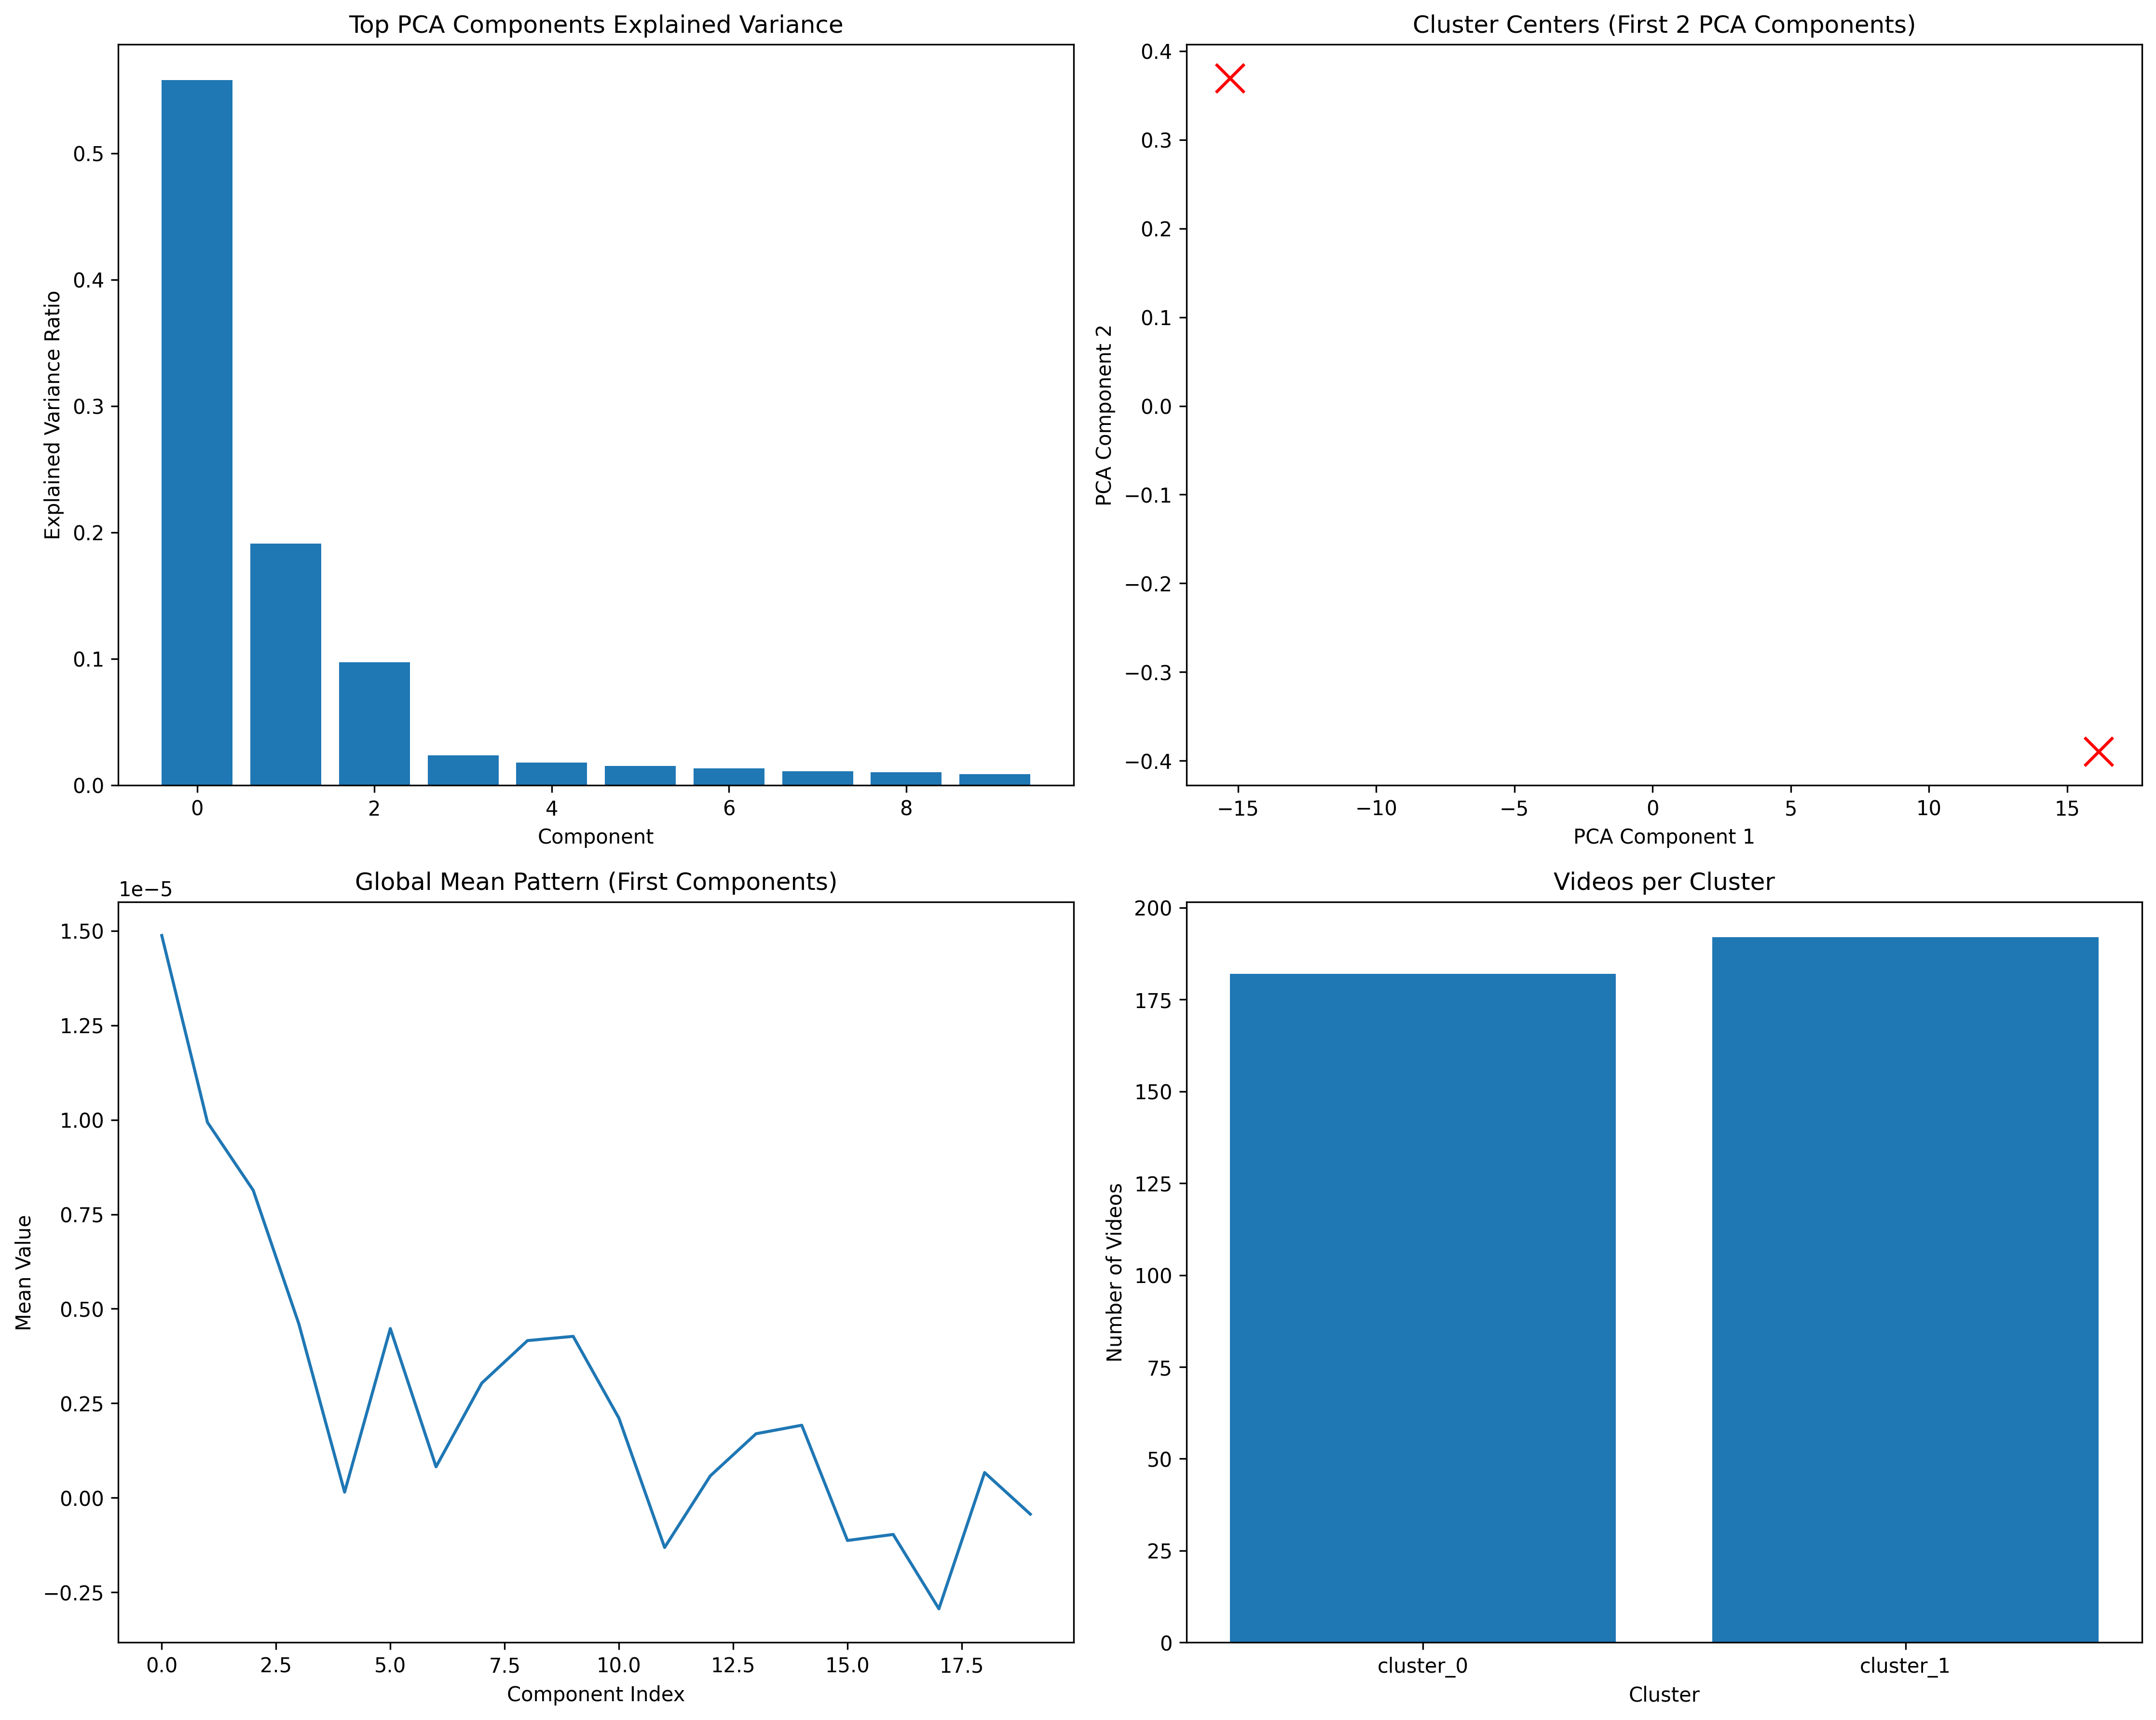 Top PCA Components Explained Variance
Explained Variance Ratio
0.5
0.4
0.3
0.2
0.1
0.0
0 2 4 6 8
Component
Cluster Centers (First 2 PCA Components)
PCA Component 2
0.4
0.3
0.2
0.1
0.0
−0.1
−0.2
−0.3
−0.4
−15 −10 −5 0 5 10 15
PCA Component 1
Global Mean Pattern (First Components)
1e−5
Mean Value
1.50
1.25
1.00
0.75
0.50
0.25
0.00
−0.25
0.0 2.5 5.0 7.5 10.0 12.5 15.0 17.5
Component Index
Videos per Cluster
Number of Videos
200
175
150
125
100
75
50
25
0
cluster_0 cluster_1
Cluster